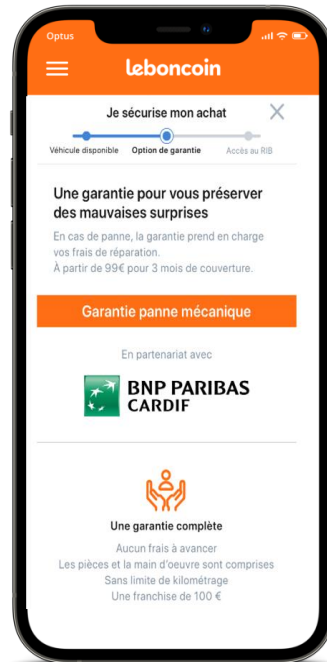 Optus
leboncoin
Je sécurise mon achat
Véhicule disponible Option de garantie Accès au RIB
Une garantie pour vous préserver
des mauvaises surprises
En cas de panne, la garantie prend en charge
vos frais de réparation.
À partir de 99€ pour 3 mois de couverture.
Garantie panne mécanique
En partenariat avec
BNP PARIBAS
CARDIF
Une garantie complète
Aucun frais à avancer
Les pièces et la main d'oeuvre sont comprises
Sans limite de kilométrage
Une franchise de 100 €